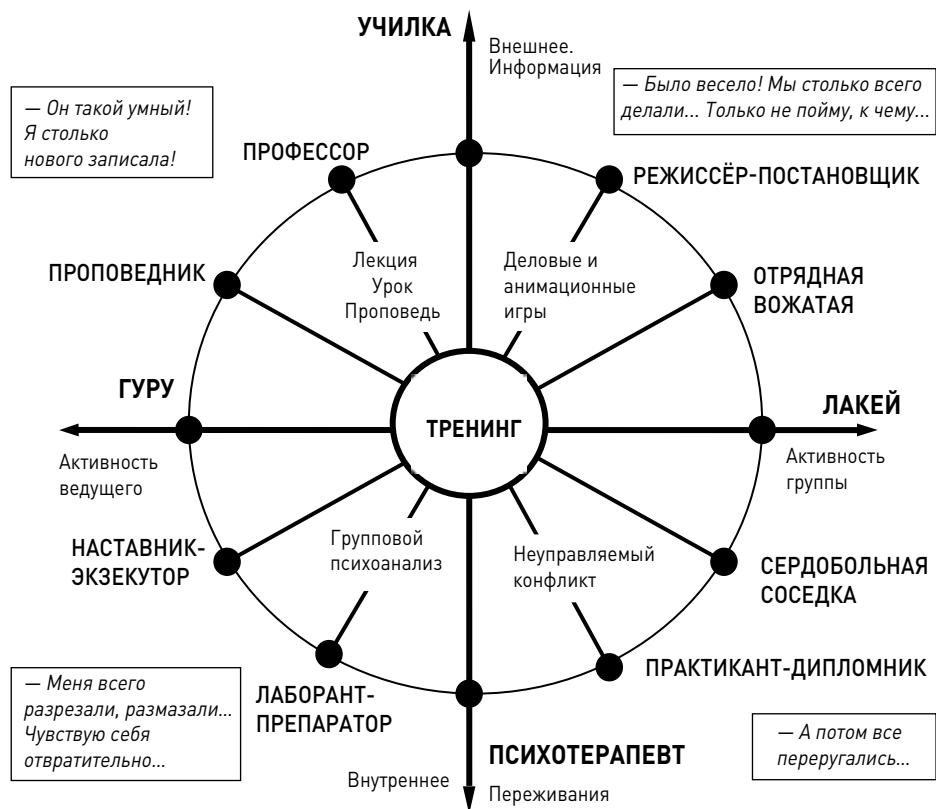 УЧИЛКА
Внешнее.
Информация
— Он такой умный!
Я столько
нового записала!
— Было весело! Мы столько всего
делали... Только не пойму, к чему...
ПРОФЕССОР
РЕЖИССЁР-ПОСТАНОВЩИК
ПРОПОВЕДНИК
Лекция
Урок
Проповедь
Деловые и
анимационные
игры
ОТРЯДНАЯ
ВОЖАТАЯ
ГУРУ
ТРЕНИНГ
ЛАКЕЙ
Активность
ведущего
Активность
группы
НАСТАВНИК-
ЭКЗЕКУТОР
Групповой
психоанализ
Неуправляемый
конфликт
СЕРДОБОЛЬНАЯ
СОСЕДКА
ЛАБОРАНТ-
ПРЕПАРАТОР
ПРАКТИКАНТ-ДИПЛОМНИК
— Меня всего
разрезали, размазали...
Чувствую себя
отвратительно...
ПСИХОТЕРАПЕВТ
— А потом все
переругались...
Внутреннее
Переживания